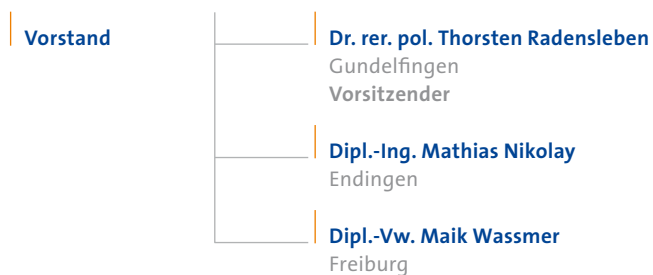 Vorstand
Dr. rer. pol. Thorsten Radensleben
Gundelfingen
Vorsitzender
Dipl.-Ing. Mathias Nikolay
Endingen
Dipl.-Vw. Maik Wassmer
Freiburg